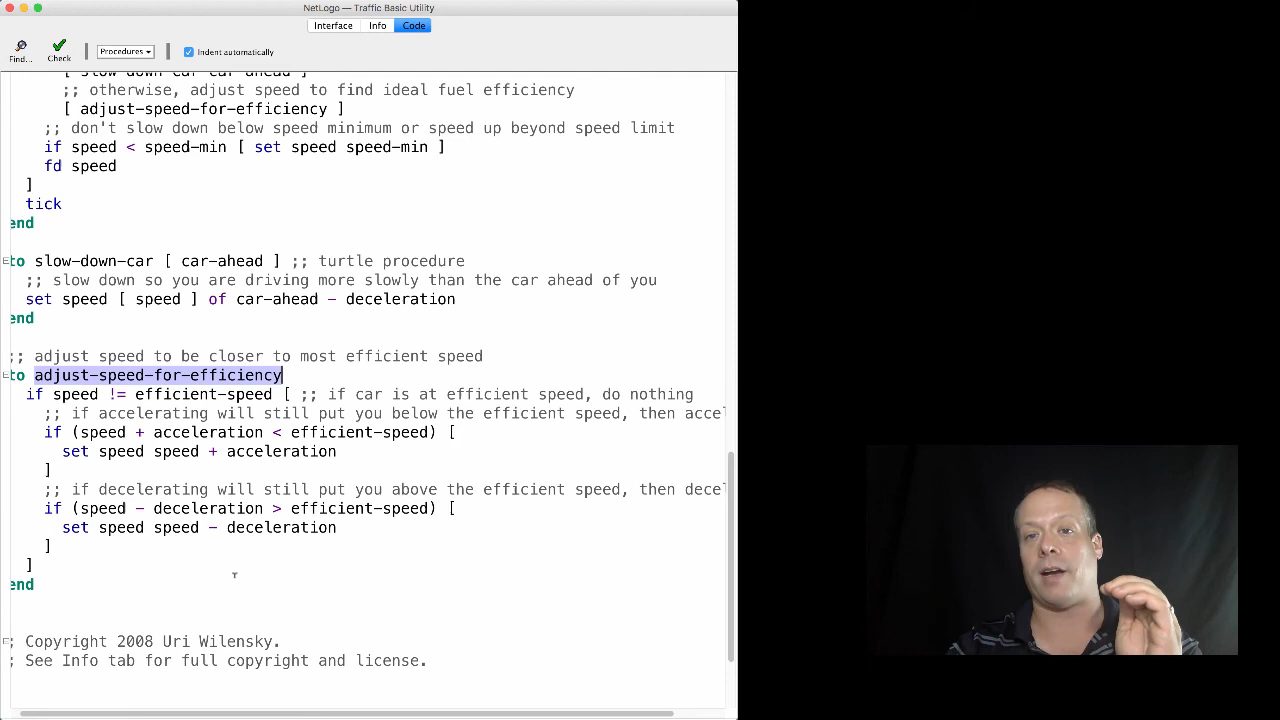 NetLogo — Traffic Basic Utility
Interface Info Code
Find... Check Procedures Indent automatically
[ slow-down-car car-ahead ]
;; otherwise, adjust speed to find ideal fuel efficiency
[ adjust-speed-for-efficiency ]
;; don't slow down below speed minimum or speed up beyond speed limit
if speed < speed-min [ set speed speed-min ]
fd speed
]
tick
end
to slow-down-car [ car-ahead ] ;; turtle procedure
;; slow down so you are driving more slowly than the car ahead of you
set speed [ speed ] of car-ahead - deceleration
end
;; adjust speed to be closer to most efficient speed
to adjust-speed-for-efficiency
if speed != efficient-speed [ ;; if car is at efficient speed, do nothing
;; if accelerating will still put you below the efficient speed, then accel
if (speed + acceleration < efficient-speed) [
set speed speed + acceleration
]
;; if decelerating will still put you above the efficient speed, then decel
if (speed - deceleration > efficient-speed) [
set speed speed - deceleration
]
]
end
; Copyright 2008 Uri Wilensky.
; See Info tab for full copyright and license.